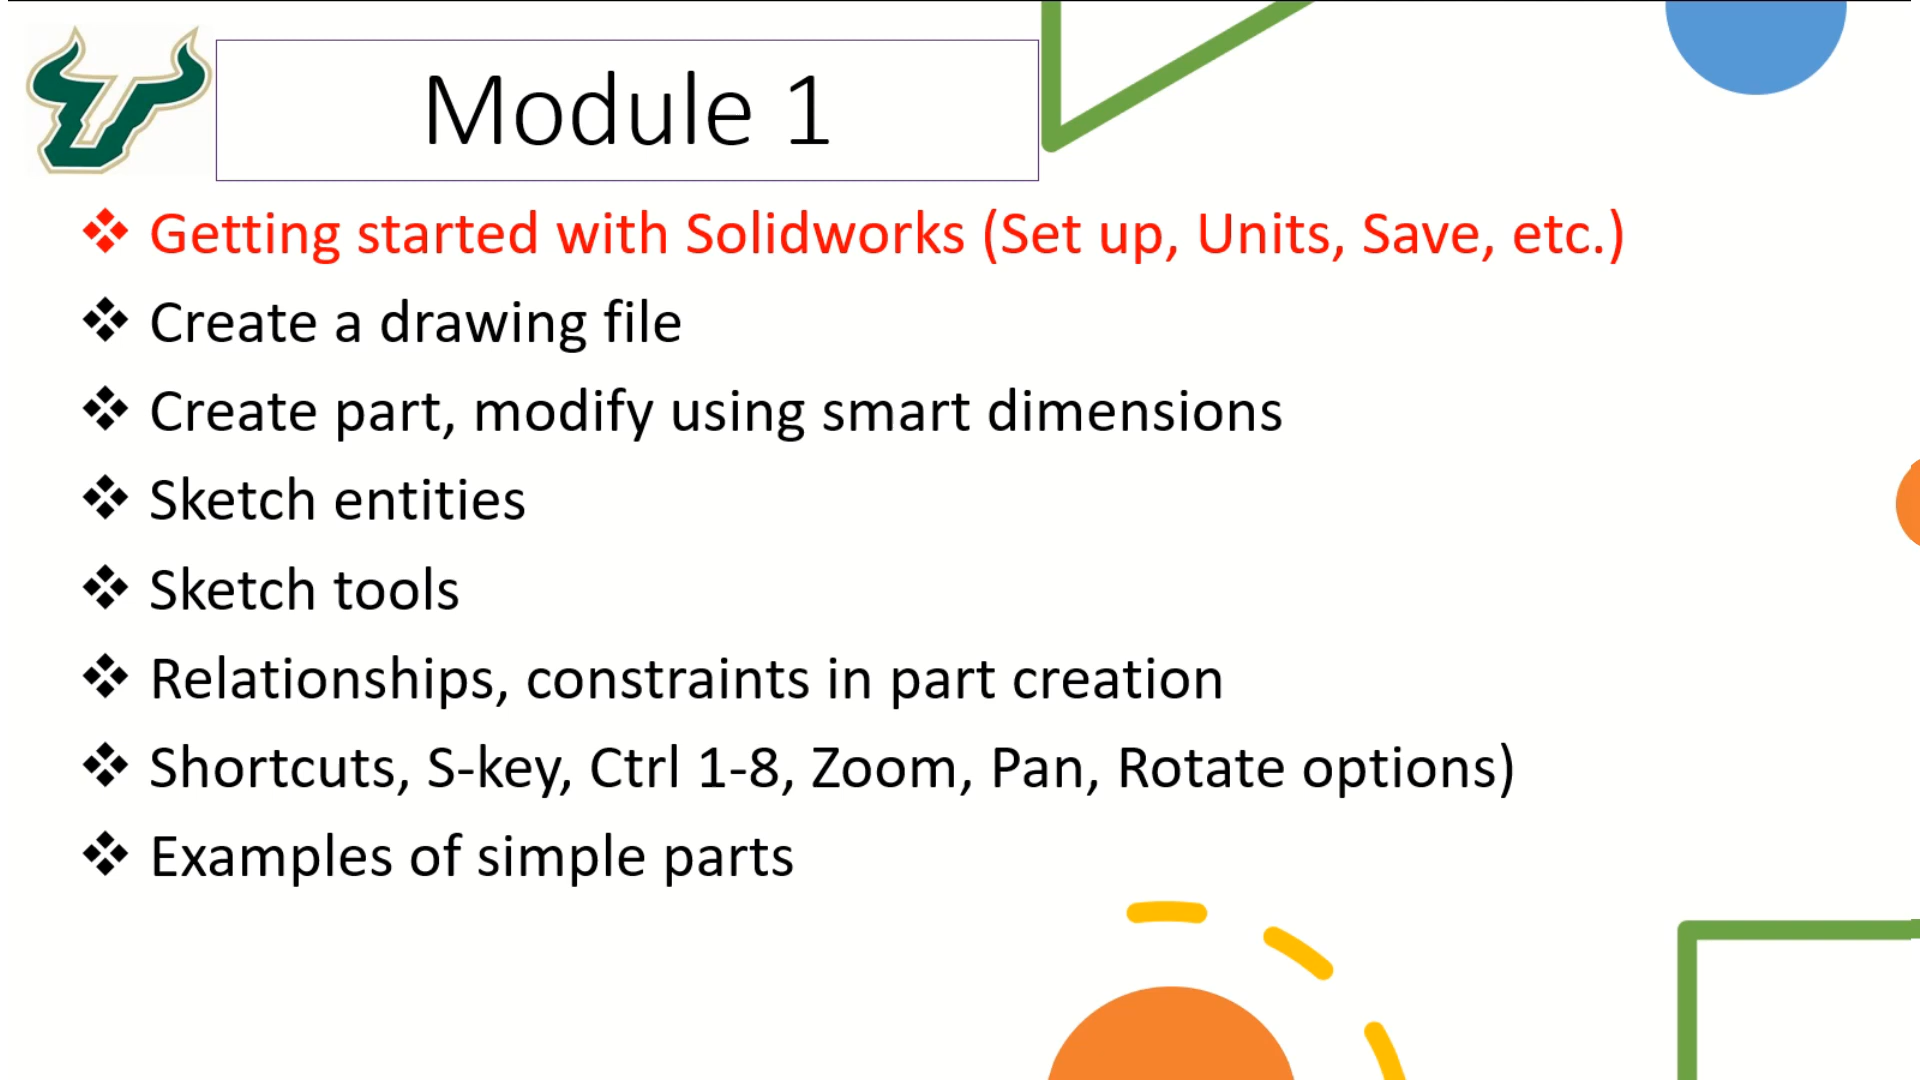 Module 1
❖ Getting started with Solidworks (Set up, Units, Save, etc.)
❖ Create a drawing file
❖ Create part, modify using smart dimensions
❖ Sketch entities
❖ Sketch tools
❖ Relationships, constraints in part creation
❖ Shortcuts, S-key, Ctrl 1-8, Zoom, Pan, Rotate options)
❖ Examples of simple parts